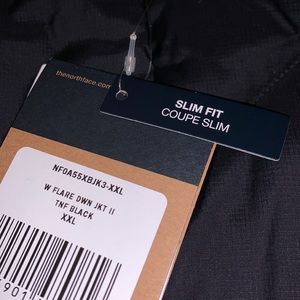 thenorthface.com
SLIM FIT
COUPE SLIM
NF0A55XBJK3-XXL
W FLARE DWN JKT II
TNF BLACK
XXL